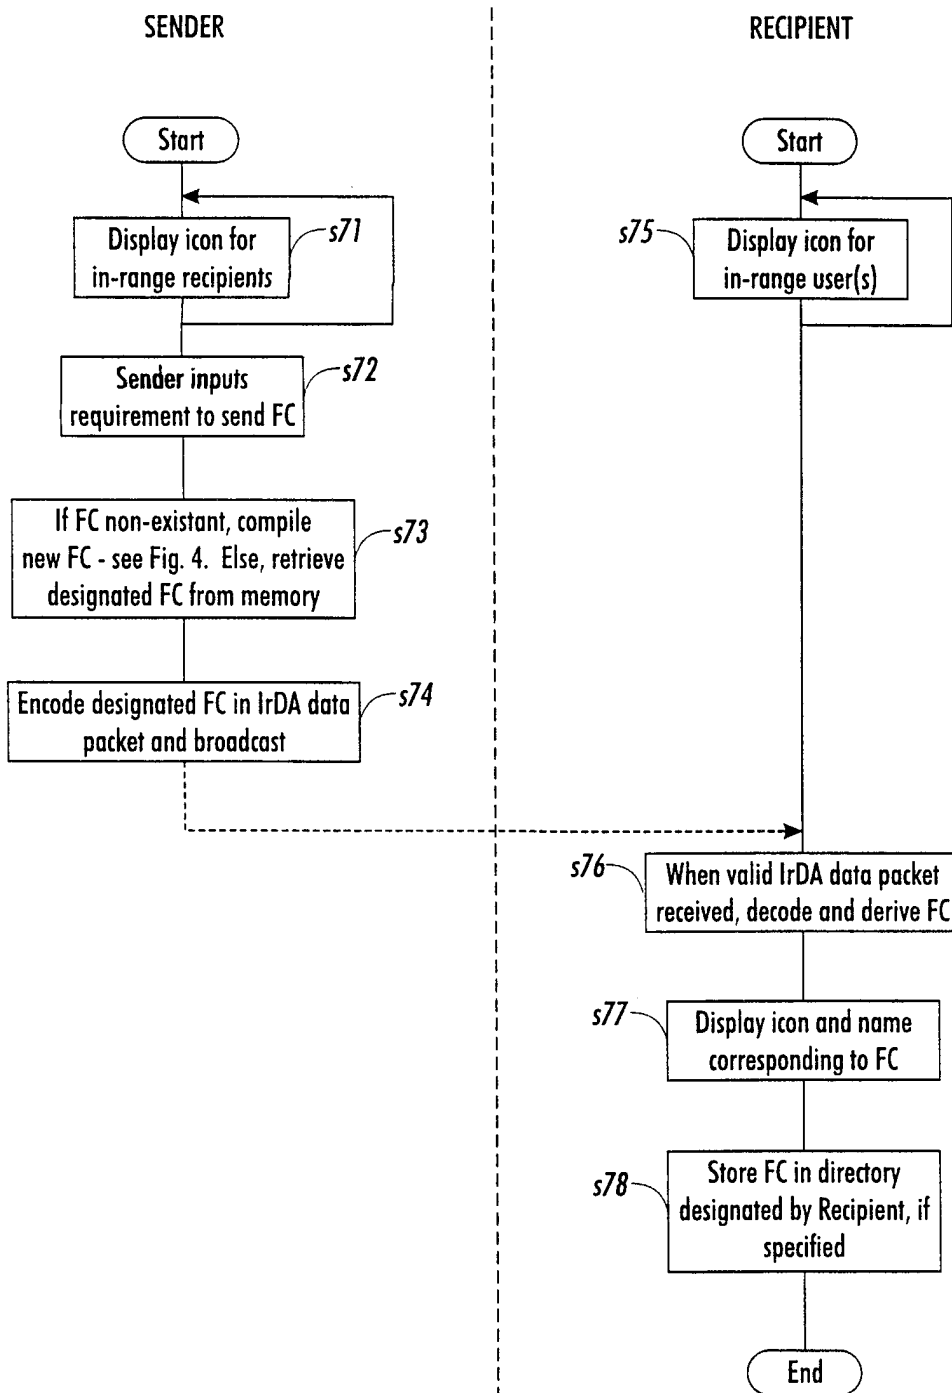 SENDER
Start
Display icon for
in-range recipients
s71
Sender inputs
requirement to send FC
s72
If FC non-existant, compile
new FC - see Fig. 4. Else, retrieve
designated FC from memory
s73
Encode designated FC in IrDA data
packet and broadcast
s74
RECIPIENT
Start
s75
Display icon for
in-range user(s)
s76
When valid IrDA data packet
received, decode and derive FC
s77
Display icon and name
corresponding to FC
s78
Store FC in directory
designated by Recipient, if
specified
End